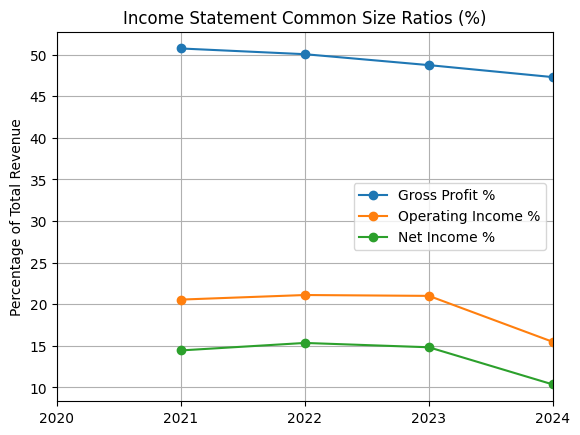 Income Statement Common Size Ratios (%)
Percentage of Total Revenue
50
45
40
35
30
25
20
15
10
Gross Profit %
Operating Income %
Net Income %
2020 2021 2022 2023 2024